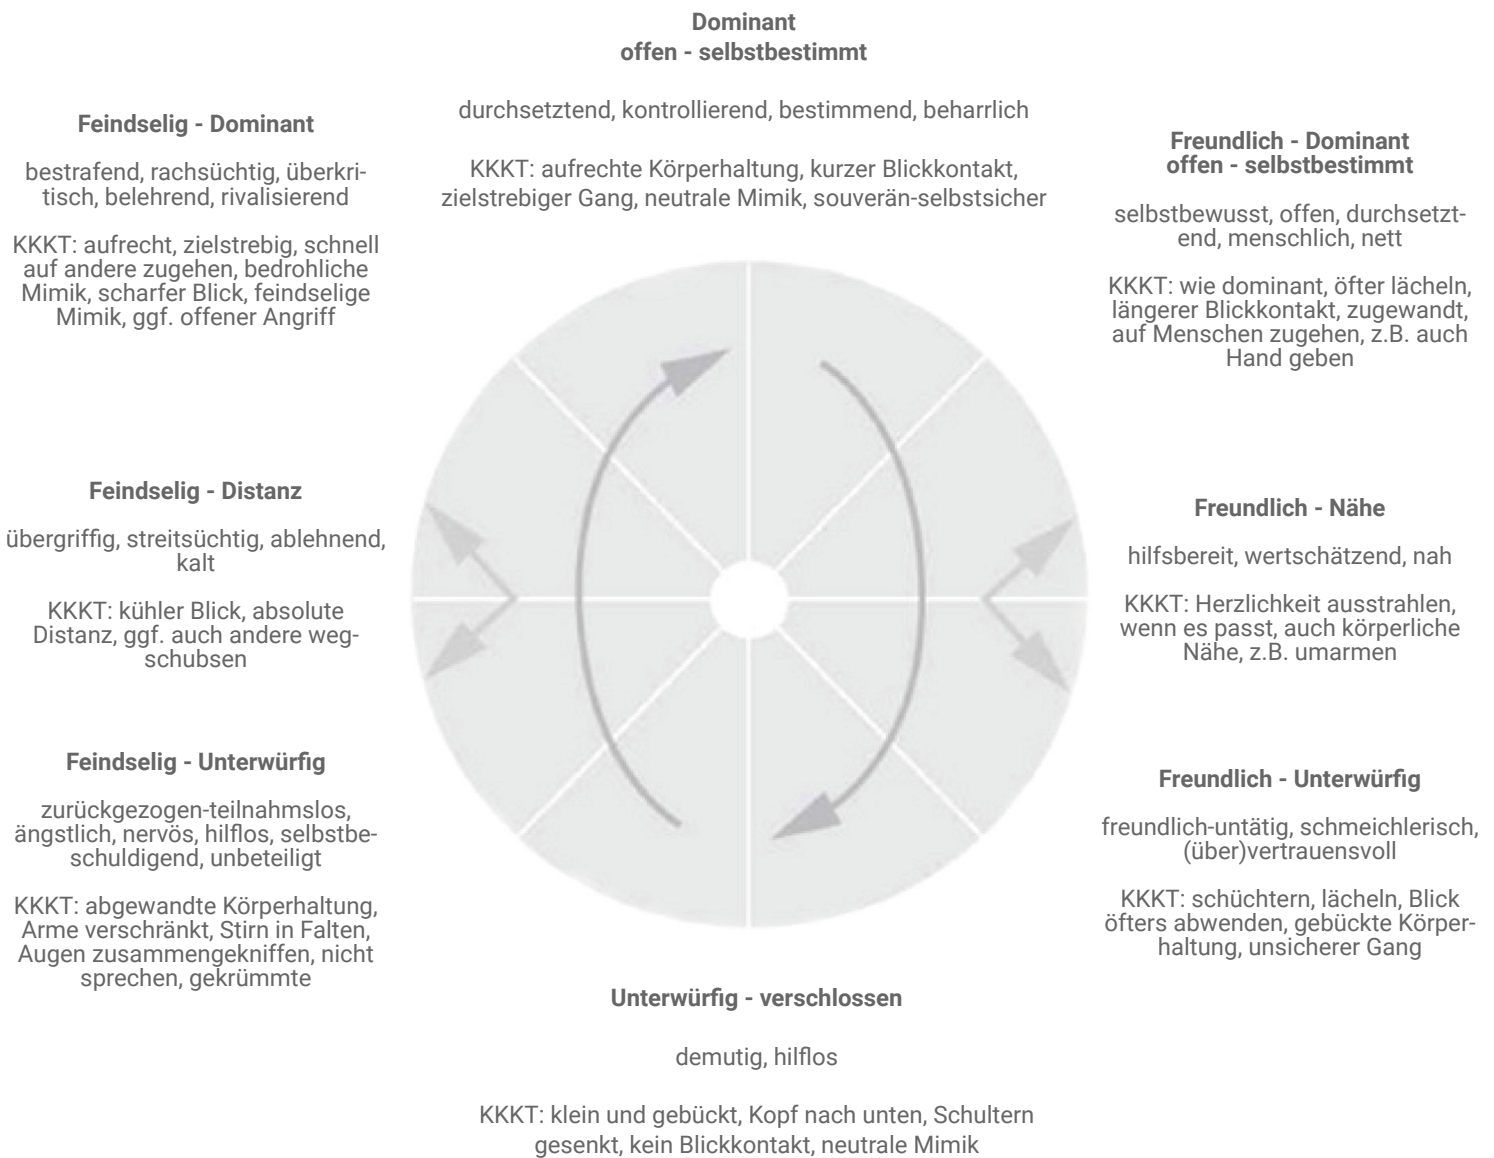 Dominant
offen - selbstbestimmt
durchsetztend, kontrollierend, bestimmend, beharrlich
KKKT: aufrechte Körperhaltung, kurzer Blickkontakt,
zielstrebiger Gang, neutrale Mimik, souverän-selbstsicher
Feindselig - Dominant
bestrafend, rachsüchtig, überkri-
tisch, belehrend, rivalisierend
KKKT: aufrecht, zielstrebig, schnell
auf andere zugehen, bedrohliche
Mimik, scharfer Blick, feindselige
Mimik, ggf. offener Angriff
Freundlich - Dominant
offen - selbstbestimmt
selbstbewusst, offen, durchsetzt-
end, menschlich, nett
KKKT: wie dominant, öfter lächeln,
längerer Blickkontakt, zugewandt,
auf Menschen zugehen, z.B. auch
Hand geben
Feindselig - Distanz
übergriffig, streitsüchtig, ablehnend,
kalt
KKKT: kühler Blick, absolute
Distanz, ggf. auch andere weg-
schubsen
Freundlich - Nähe
hilfsbereit, wertschätzend, nah
KKKT: Herzlichkeit ausstrahlen,
wenn es passt, auch körperliche
Nähe, z.B. umarmen
Feindselig - Unterwürfig
zurückgezogen-teilnahmslos,
ängstlich, nervös, hilflos, selbstbe-
schuldigend, unbeteiligt
KKKT: abgewandte Körperhaltung,
Arme verschränkt, Stirn in Falten,
Augen zusammengekniffen, nicht
sprechen, gekrümmte
Freundlich - Unterwürfig
freundlich-untätig, schmeichlerisch,
(über)vertrauensvoll
KKKT: schüchtern, lächeln, Blick
öfters abwenden, gebückte Körper-
haltung, unsicherer Gang
Unterwürfig - verschlossen
demutig, hilflos
KKKT: klein und gebückt, Kopf nach unten, Schultern
gesenkt, kein Blickkontakt, neutrale Mimik